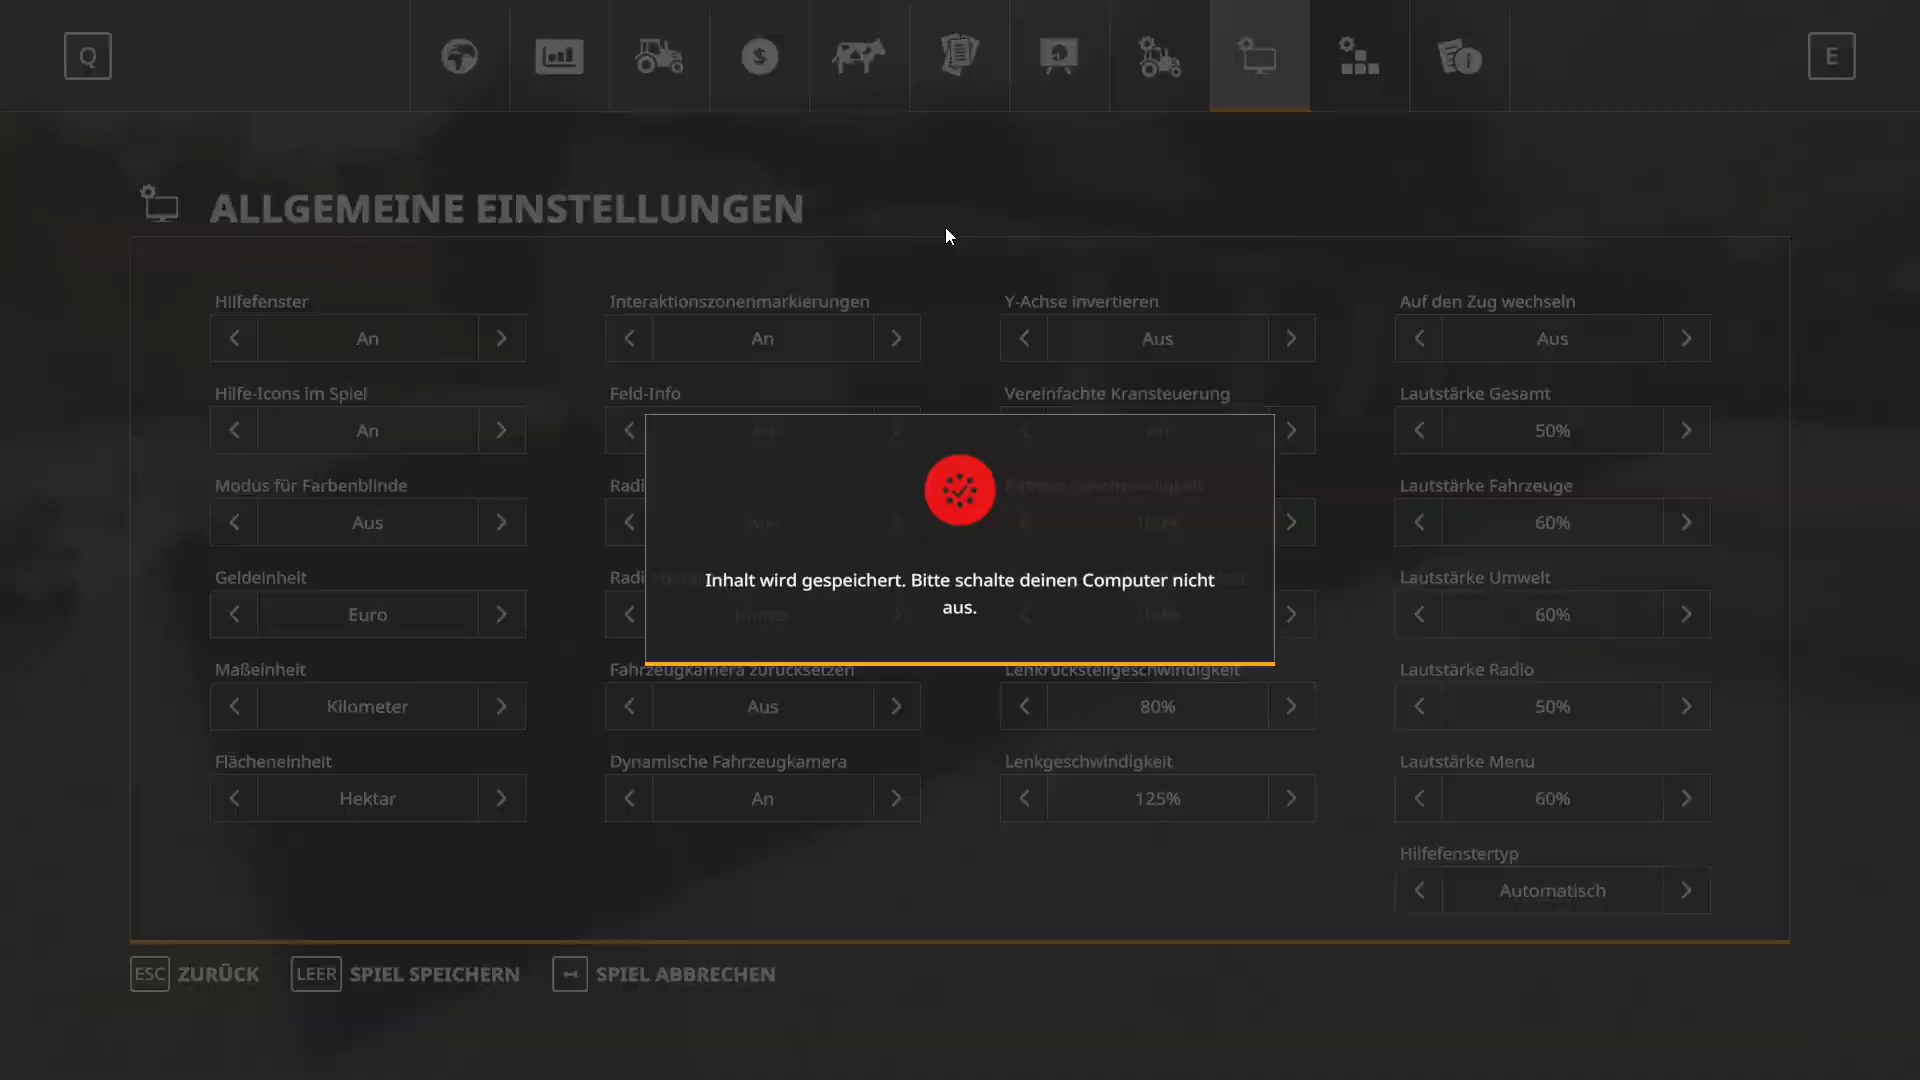 Q
E
ALLGEMEINE EINSTELLUNGEN
Hilfefenster
An
Interaktionszonenmarkierungen
An
Y-Achse invertieren
Aus
Auf den Zug wechseln
Aus
Hilfe-Icons im Spiel
An
Feld-Info
Vereinfachte Kransteuerung
Lautstärke Gesamt
50%
Modus für Farbenblinde
Aus
Lautstärke Fahrzeuge
60%
Inhalt wird gespeichert. Bitte schalte deinen Computer nicht
aus.
Geldeinheit
Euro
Lautstärke Umwelt
60%
Maßeinheit
Kilometer
Fahrzeugkamera zurücksetzen
Aus
Lenkrückstellgeschwindigkeit
80%
Lautstärke Radio
50%
Flächeneinheit
Hektar
Dynamische Fahrzeugkamera
An
Lenkgeschwindigkeit
125%
Lautstärke Menu
60%
Hilfefenstertyp
Automatisch
ESC ZURÜCK LEER SPIEL SPEICHERN SPIEL ABBRECHEN